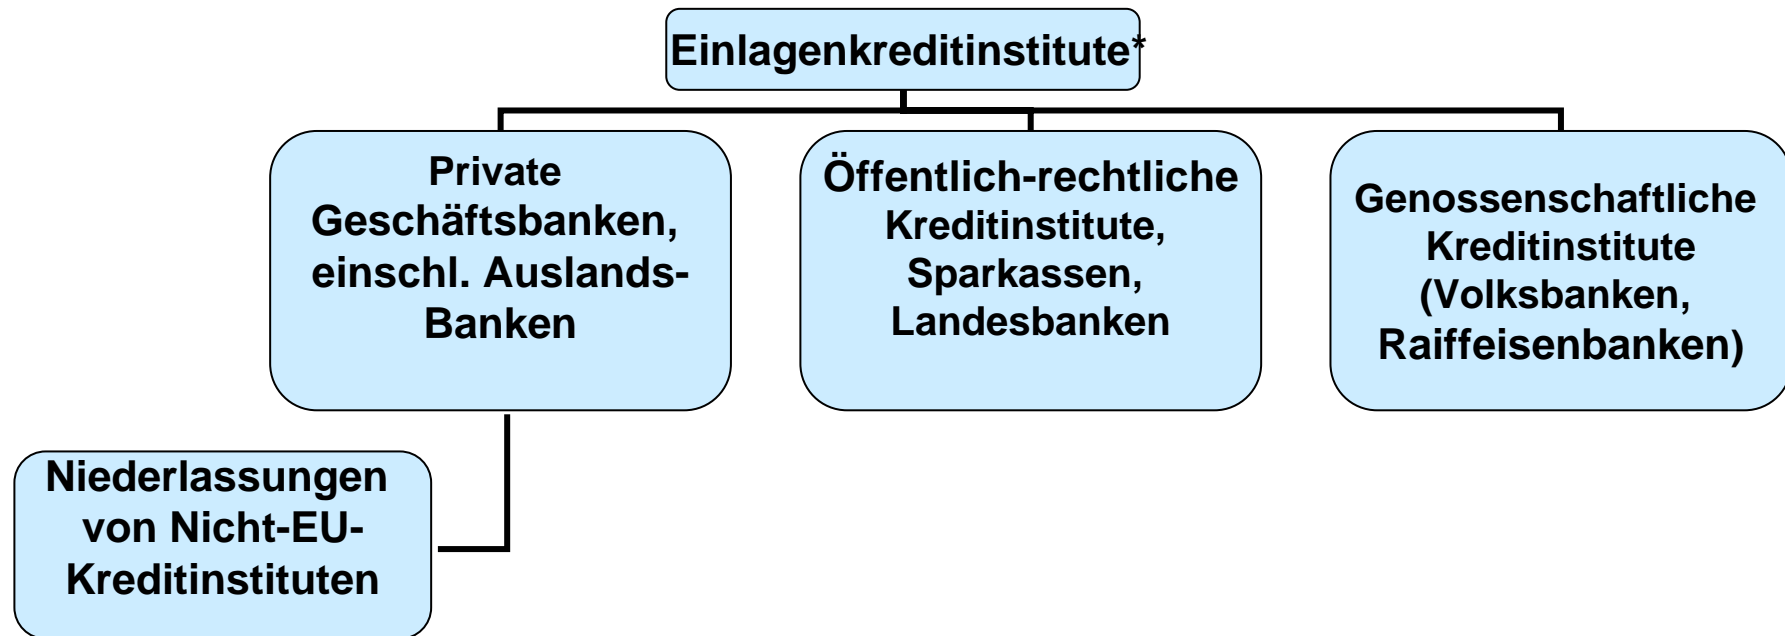 Einlagenkreditinstitute*
Private
Geschäftsbanken,
einschl. Auslands-
Banken
Öffentlich-rechtliche
Kreditinstitute,
Sparkassen,
Landesbanken
Genossenschaftliche
Kreditinstitute
(Volksbanken,
Raiffeisenbanken)
Niederlassungen
von Nicht-EU-
Kreditinstituten